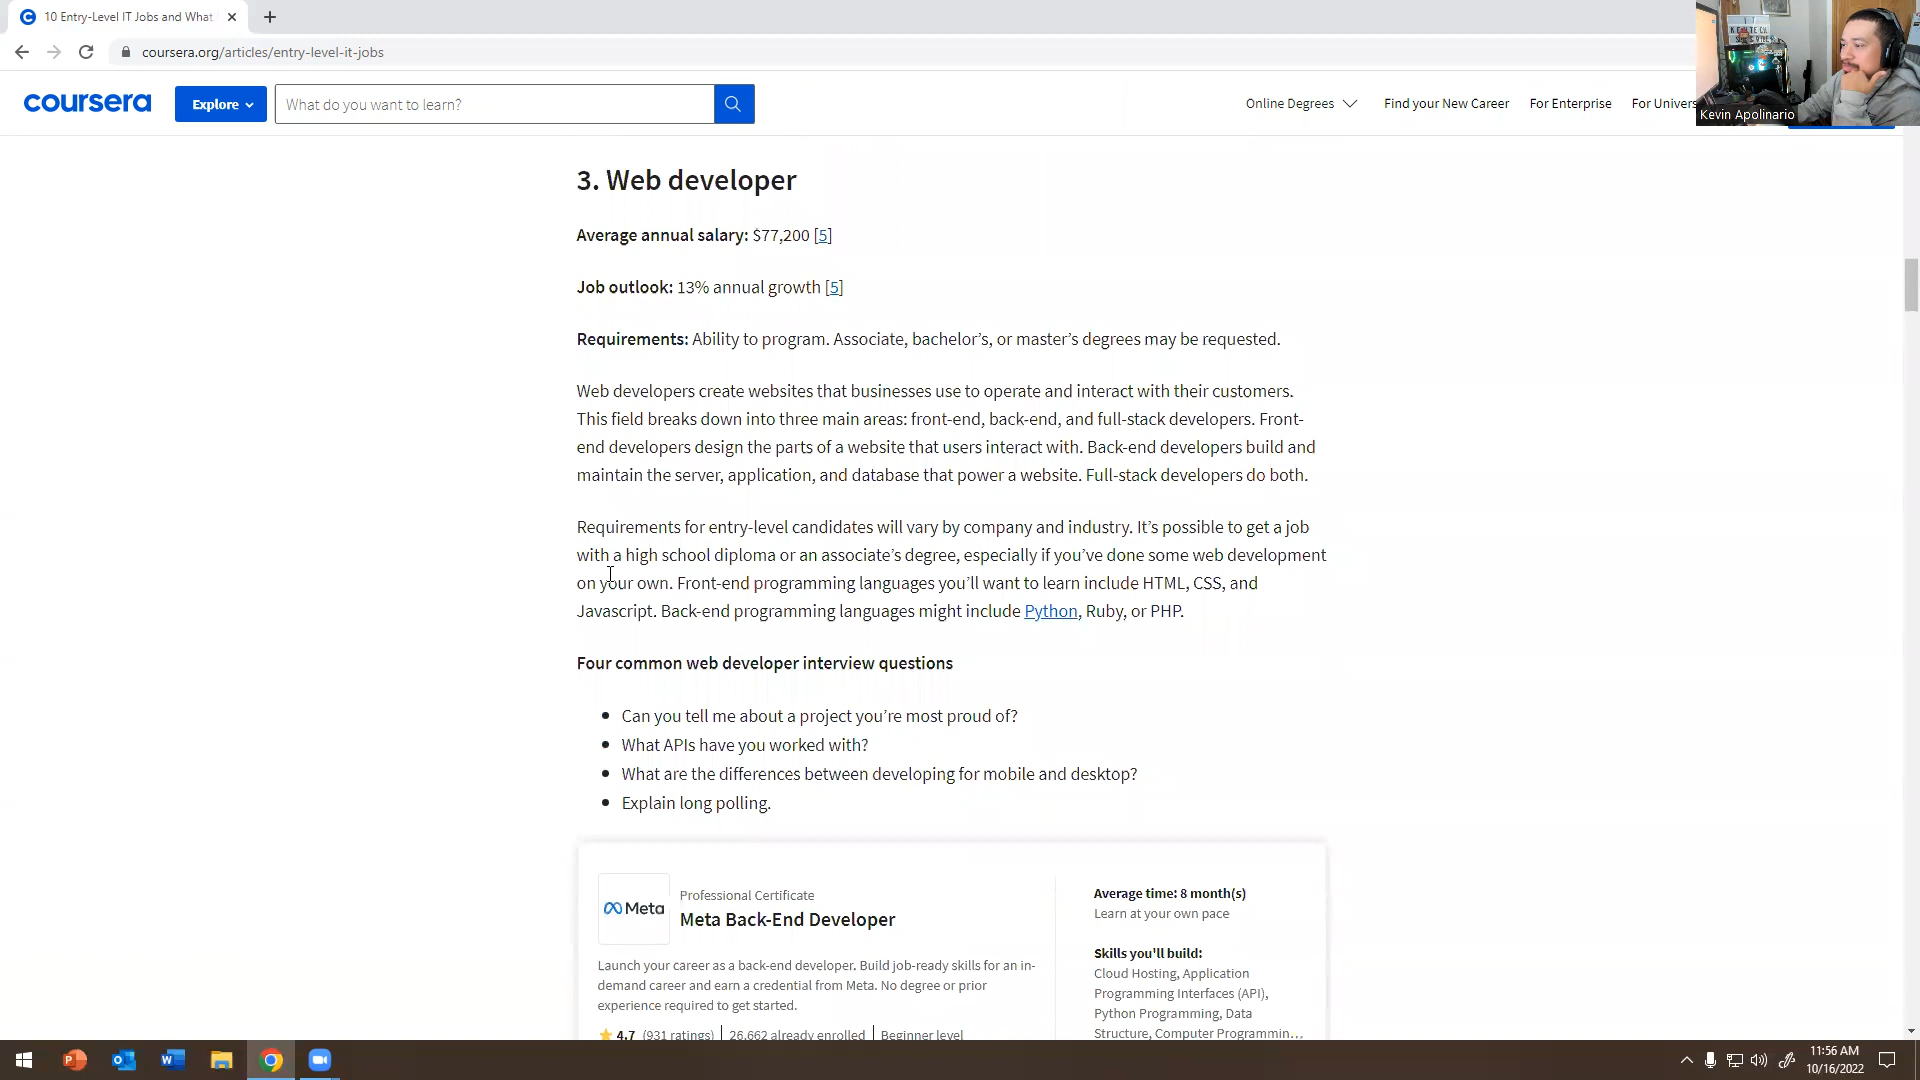 10 Entry-Level IT Jobs and What
coursera.org/articles/entry-level-it-jobs
coursera
Explore
What do you want to learn?
Online Degrees
Find your New Career
For Enterprise
For Univers
Kevin Apolinario
3. Web developer
Average annual salary: $77,200 [5]
Job outlook: 13% annual growth [5]
Requirements: Ability to program. Associate, bachelor’s, or master’s degrees may be requested.
Web developers create websites that businesses use to operate and interact with their customers.
This field breaks down into three main areas: front-end, back-end, and full-stack developers. Front-
end developers design the parts of a website that users interact with. Back-end developers build and
maintain the server, application, and database that power a website. Full-stack developers do both.
Requirements for entry-level candidates will vary by company and industry. It’s possible to get a job
with a high school diploma or an associate’s degree, especially if you’ve done some web development
on your own. Front-end programming languages you’ll want to learn include HTML, CSS, and
Javascript. Back-end programming languages might include Python, Ruby, or PHP.
Four common web developer interview questions
Can you tell me about a project you’re most proud of?
What APIs have you worked with?
What are the differences between developing for mobile and desktop?
Explain long polling.
Meta
Professional Certificate
Meta Back-End Developer
Launch your career as a back-end developer. Build job-ready skills for an in-
demand career and earn a credential from Meta. No degree or prior
experience required to get started.
4.7 (931 ratings) | 26,662 already enrolled | Beginner level
Average time: 8 month(s)
Learn at your own pace
Skills you'll build:
Cloud Hosting, Application
Programming Interfaces (API),
Python Programming, Data
Structure, Computer Programmin...
11:56 AM
10/16/2022